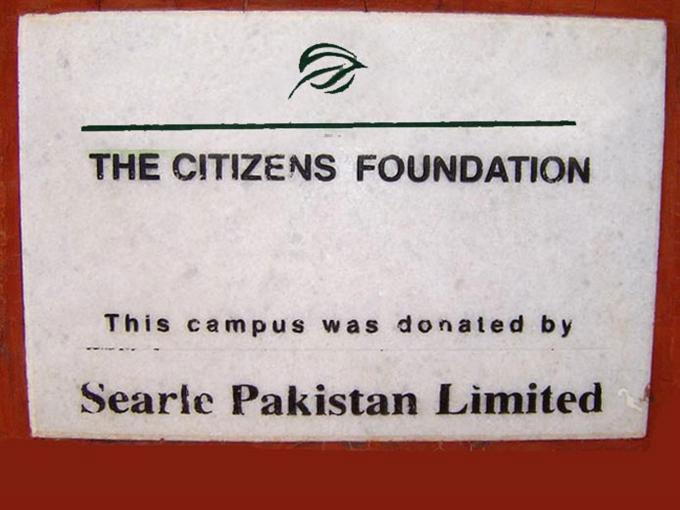 THE CITIZENS FOUNDATION
This campus was donated by
Searle Pakistan Limited